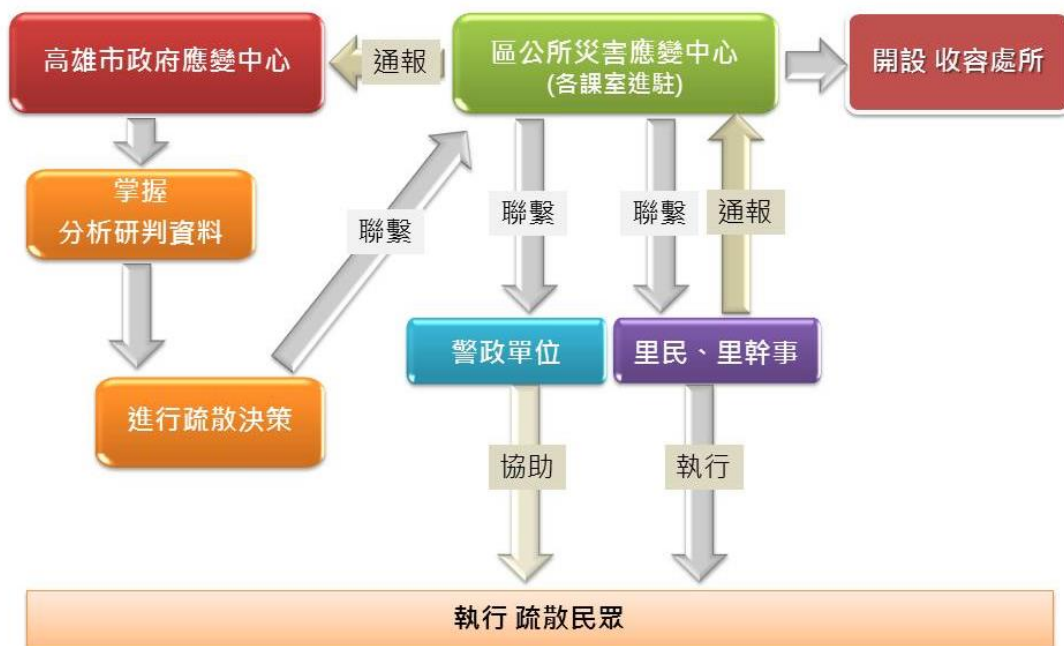 高雄市政府應變中心
通報
區公所災害應變中心
(各課室進駐)
開設 收容處所
掌握
分析研判資料
聯繫
聯繫
聯繫
通報
警政單位
里民、里幹事
進行疏散決策
協助
執行
執行 疏散民眾